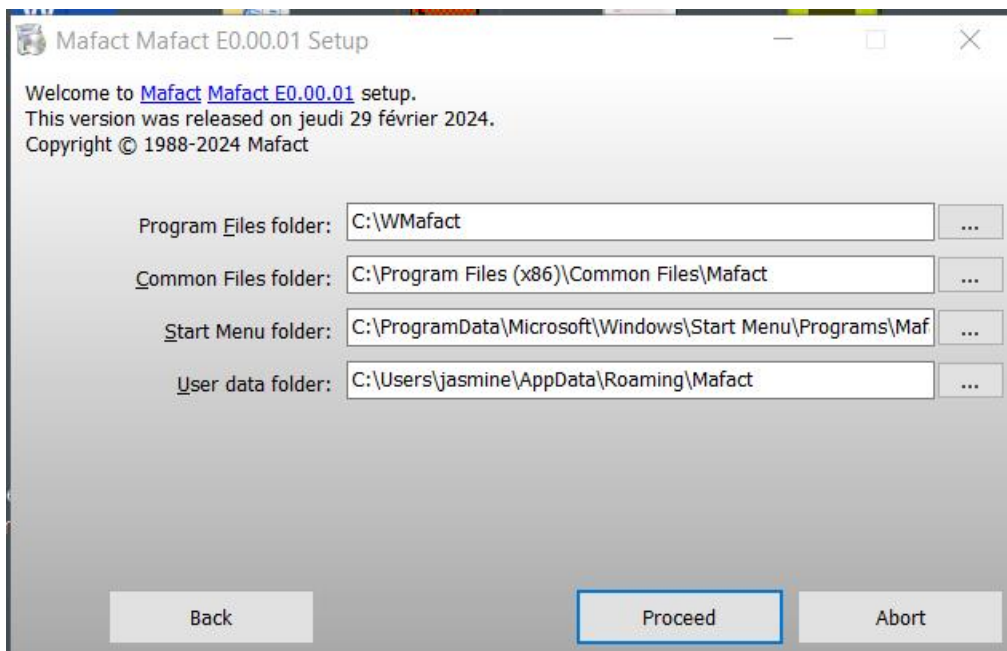 Mafact Mafact E0.00.01 Setup
Welcome to Mafact Mafact E0.00.01 setup.
This version was released on jeudi 29 février 2024.
Copyright © 1988-2024 Mafact
Program Files folder: C:\WMafact ...
Common Files folder: C:\Program Files (x86)\Common Files\Mafact ...
Start Menu folder: C:\ProgramData\Microsoft\Windows\Start Menu\Programs\Maf ...
User data folder: C:\Users\jasmine\AppData\Roaming\Mafact ...
Back Proceed Abort